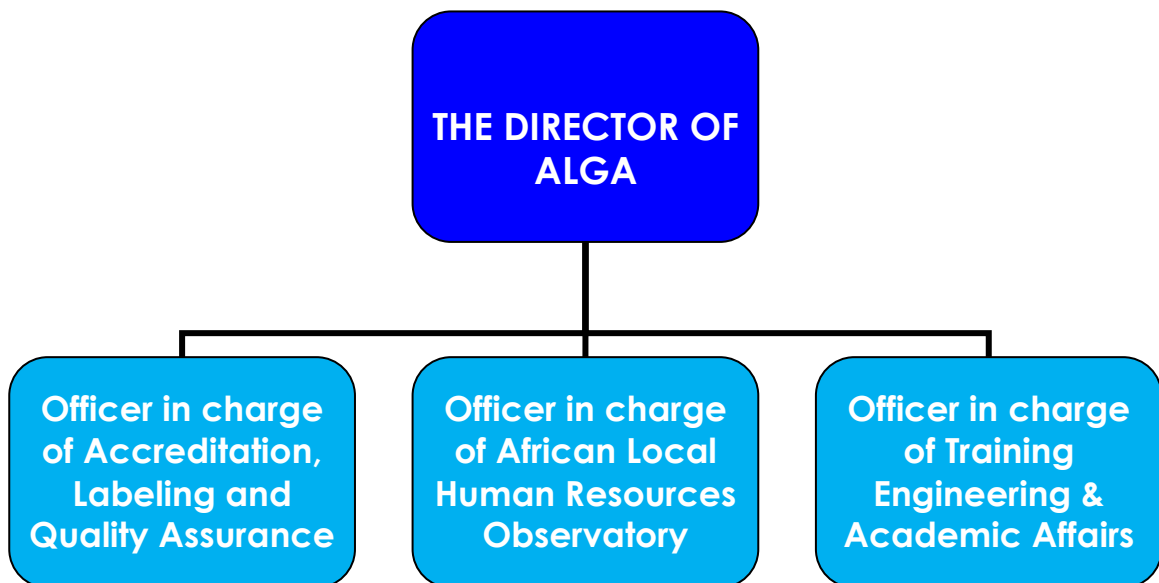 THE DIRECTOR OF
ALGA
Officer in charge
of Accreditation,
Labeling and
Quality Assurance
Officer in charge
of African Local
Human Resources
Observatory
Officer in charge
of Training
Engineering &
Academic Affairs